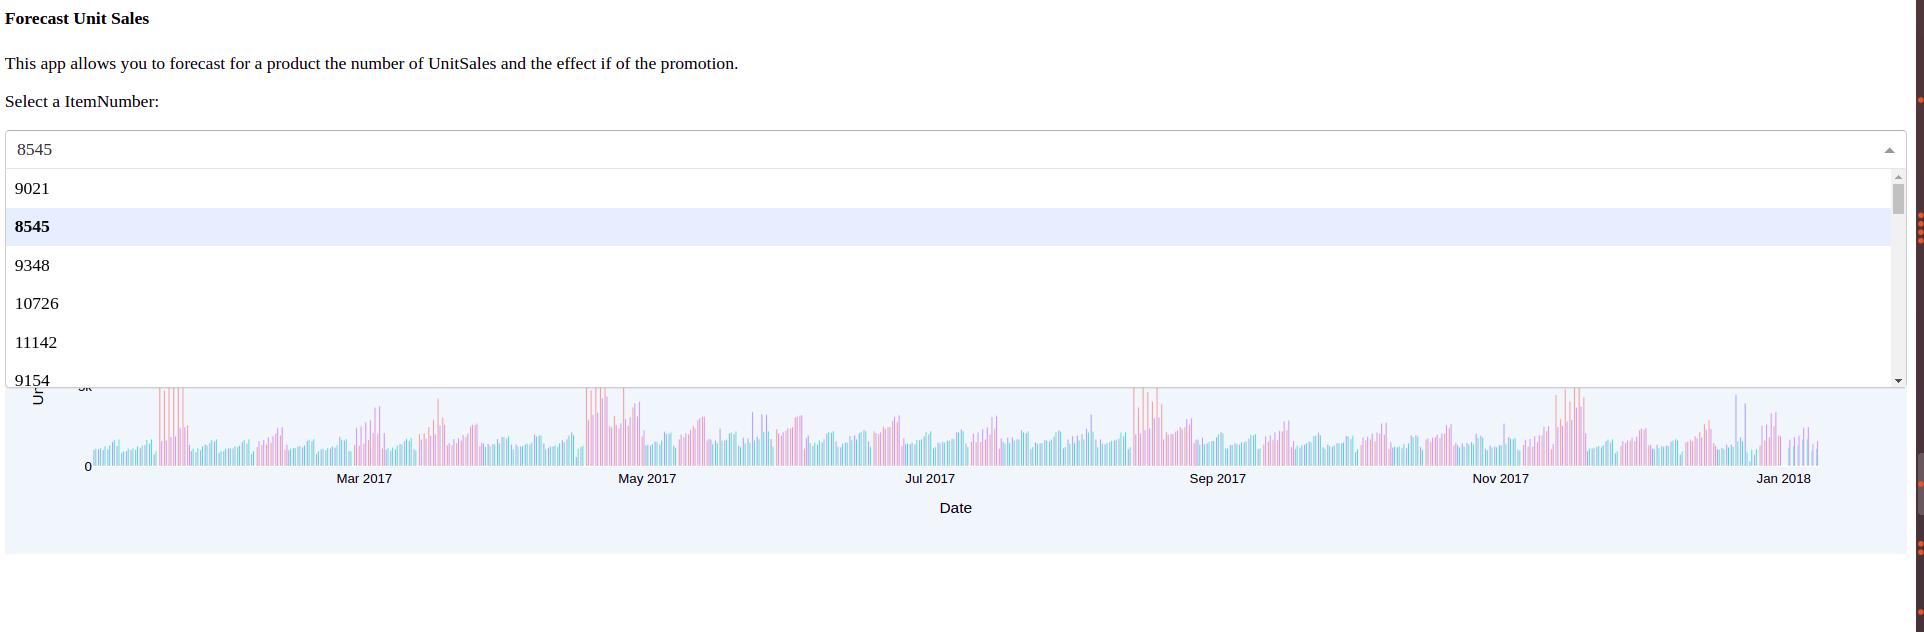 Forecast Unit Sales
This app allows you to forecast for a product the number of UnitSales and the effect if of the promotion.
Select a ItemNumber:
8545
9021
8545
9348
10726
11142
9154
0
Mar 2017 May 2017 Jul 2017 Sep 2017 Nov 2017 Jan 2018
Date